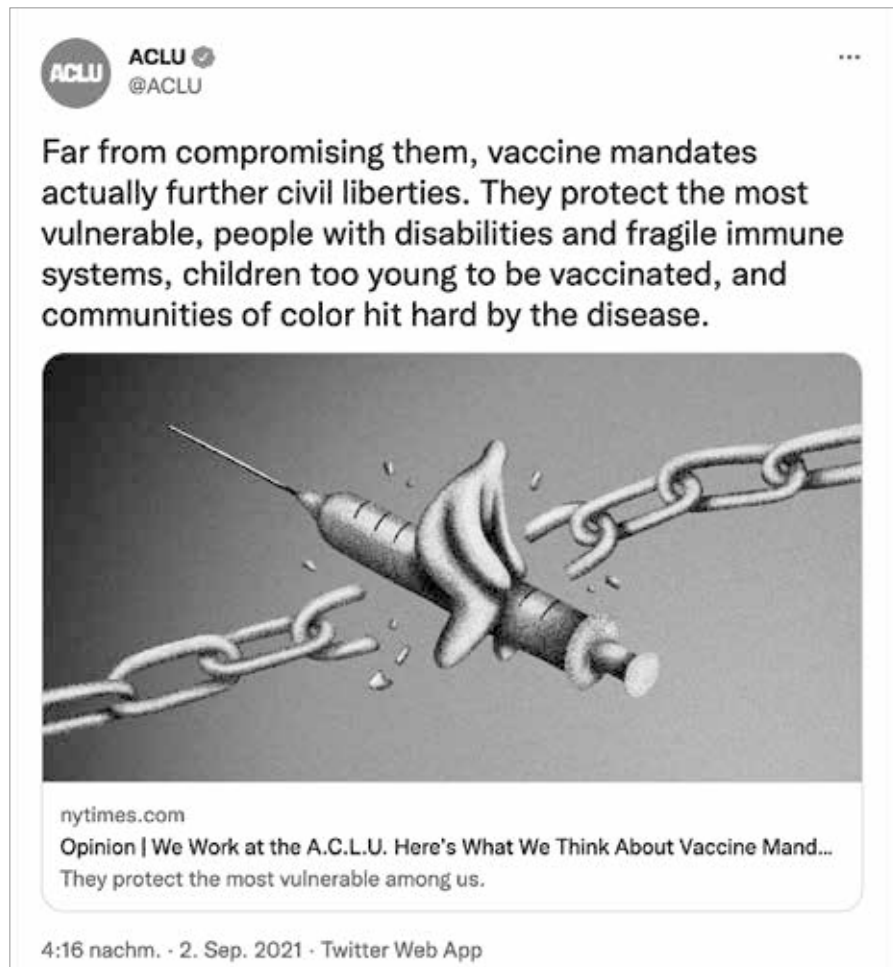 ACLU
ACLU
@ACLU
Far from compromising them, vaccine mandates
actually further civil liberties. They protect the most
vulnerable, people with disabilities and fragile immune
systems, children too young to be vaccinated, and
communities of color hit hard by the disease.
nytimes.com
Opinion | We Work at the A.C.L.U. Here's What We Think About Vaccine Mand...
They protect the most vulnerable among us.
4:16 nachm. · 2. Sep. 2021 · Twitter Web App